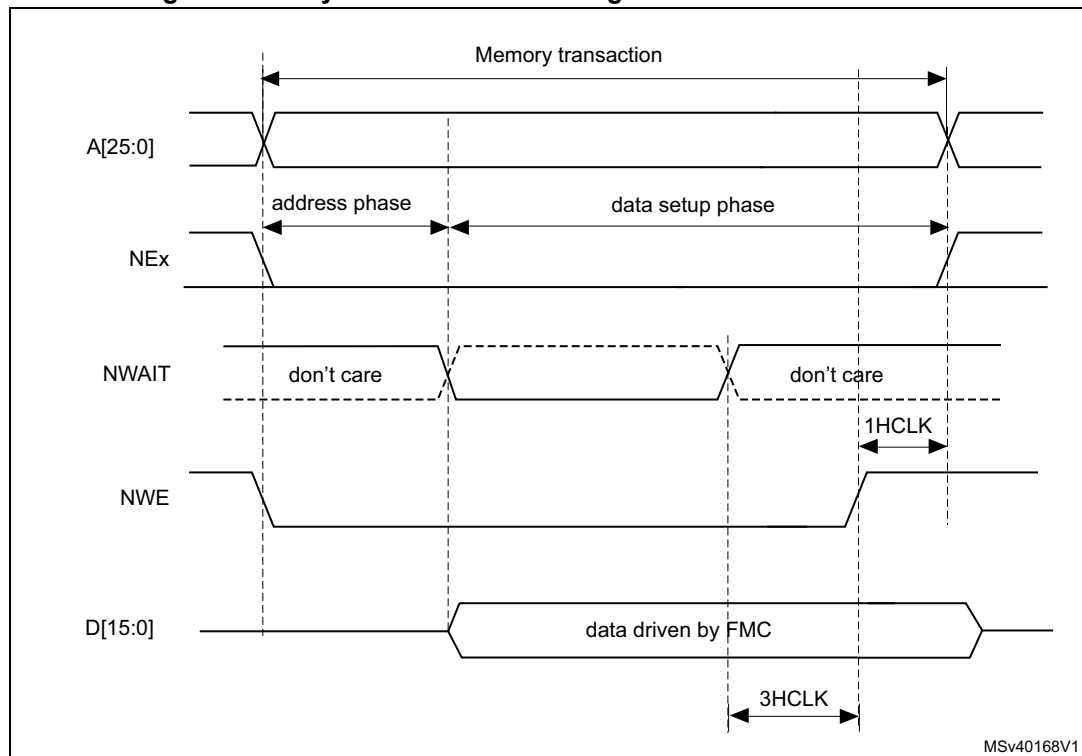 Memory transaction
A[25:0]
address phase
data setup phase
NEx
NWAIT
don't care
don't care
1HCLK
NWE
D[15:0]
data driven by FMC
3HCLK
MSv40168V1